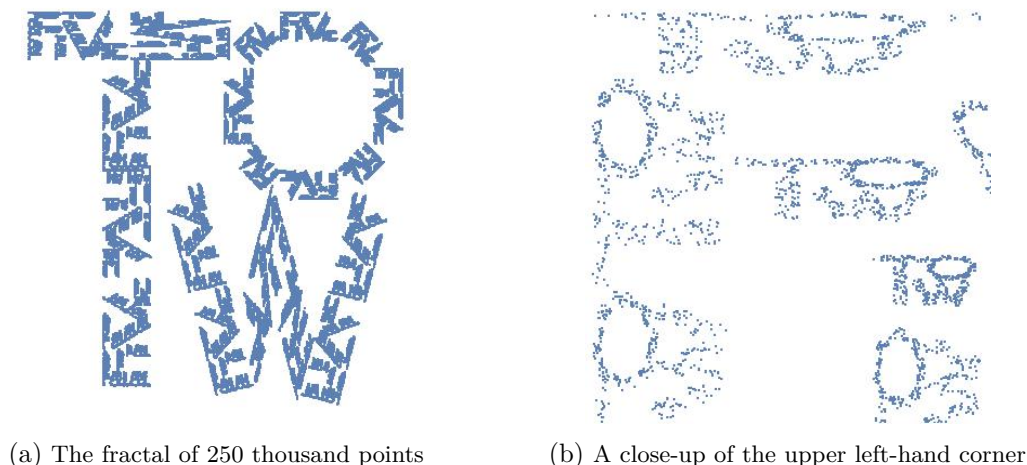 (a) The fractal of 250 thousand points
(b) A close-up of the upper left-hand corner